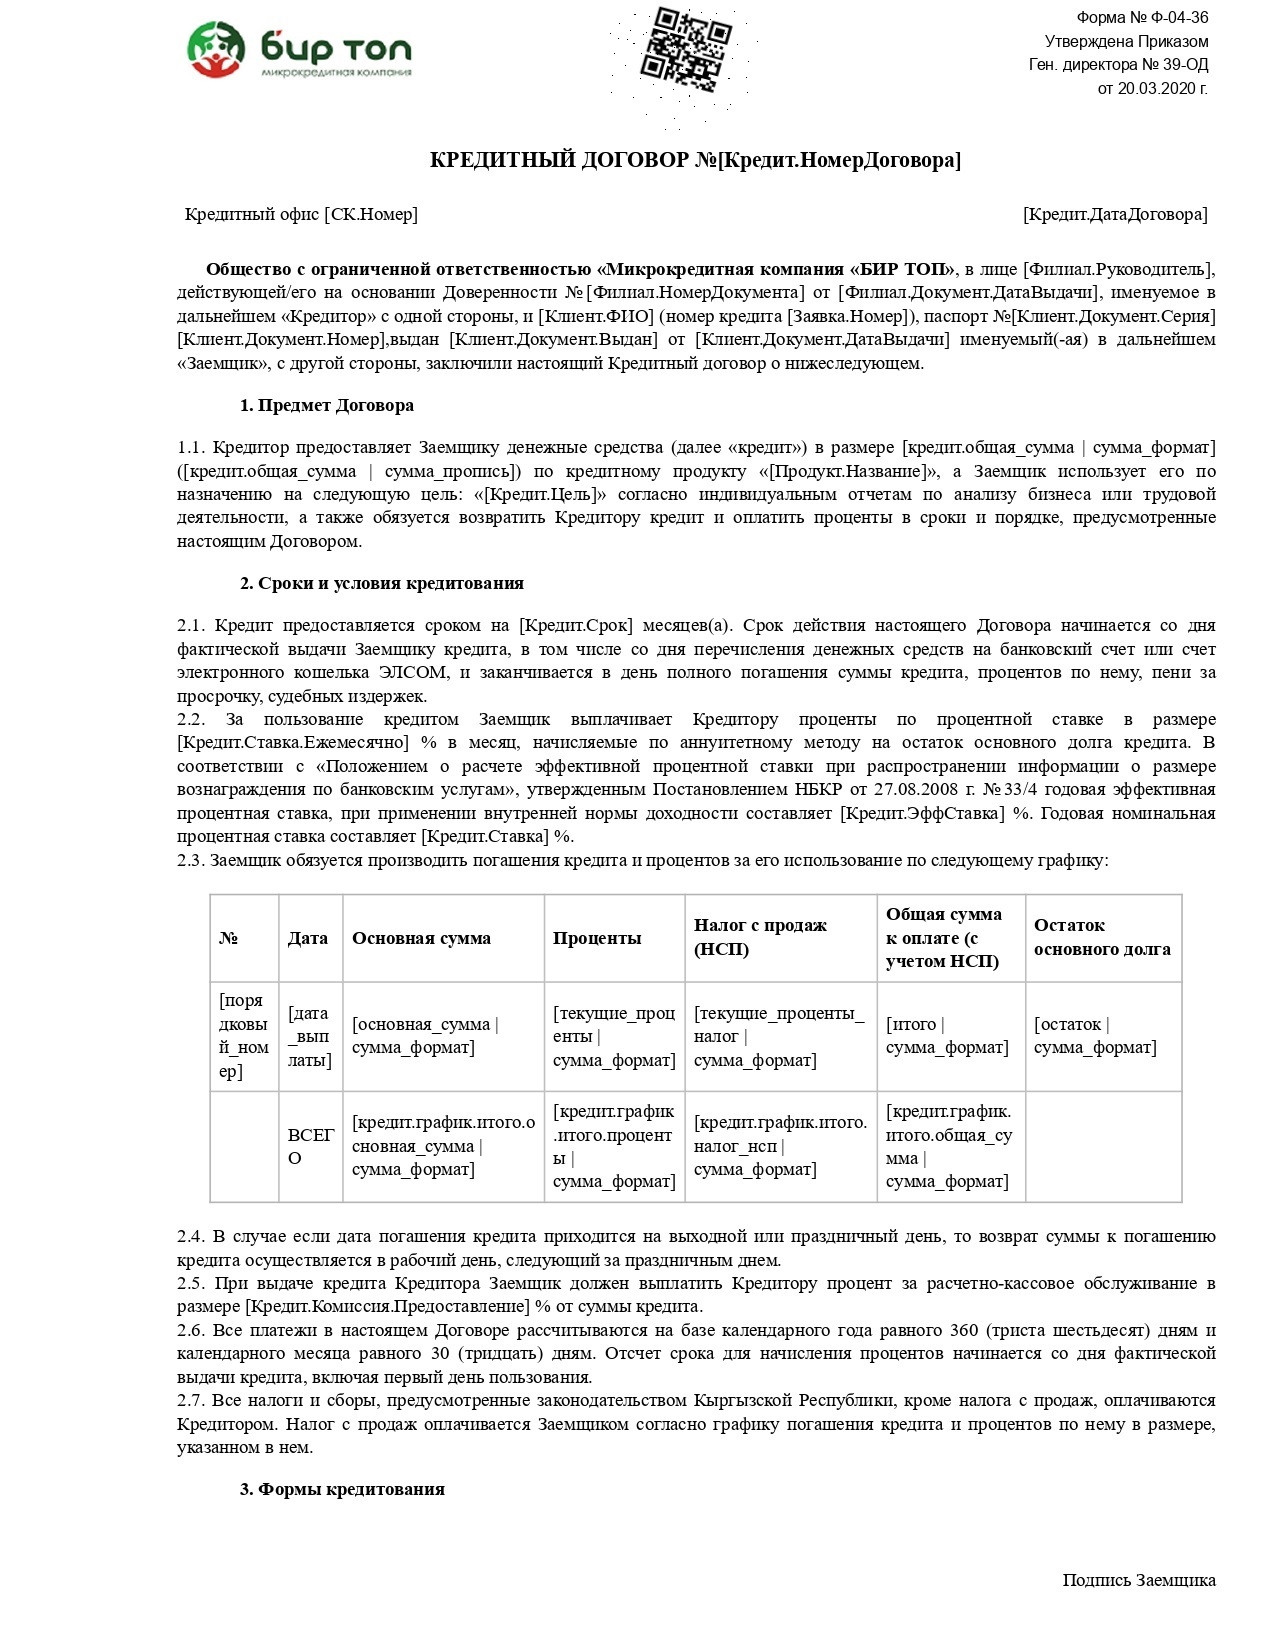 бир топ
микрокредитная компания
Форма № Ф-04-36
Утверждена Приказом
Ген. директора № 39-ОД
от 20.03.2020 г.
КРЕДИТНЫЙ ДОГОВОР №[Кредит.НомерДоговора]
Кредитный офис [СК.Номер] [Кредит.ДатаДоговора]
Общество с ограниченной ответственностью «Микрокредитная компания «БИР ТОП», в лице [Филиал.Руководитель],
действующей/его на основании Доверенности №[Филиал.НомерДокумента] от [Филиал.Документ.ДатаВыдачи], именуемое в
дальнейшем «Кредитор» с одной стороны, и [Клиент.ФИО] (номер кредита [Заявка.Номер]), паспорт №[Клиент.Документ.Серия]
[Клиент.Документ.Номер],выдан [Клиент.Документ.Выдан] от [Клиент.Документ.ДатаВыдачи] именуемый(-ая) в дальнейшем
«Заемщик», с другой стороны, заключили настоящий Кредитный договор о нижеследующем.
1. Предмет Договора
1.1. Кредитор предоставляет Заемщику денежные средства (далее «кредит») в размере [кредит.общая_сумма | сумма_формат]
([кредит.общая_сумма | сумма_пропись]) по кредитному продукту «[Продукт.Название]», а Заемщик использует его по
назначению на следующую цель: «[Кредит.Цель]» согласно индивидуальным отчетам по анализу бизнеса или трудовой
деятельности, а также обязуется возвратить Кредитору кредит и оплатить проценты в сроки и порядке, предусмотренные
настоящим Договором.
2. Сроки и условия кредитования
2.1. Кредит предоставляется сроком на [Кредит.Срок] месяцев(а). Срок действия настоящего Договора начинается со дня
фактической выдачи Заемщику кредита, в том числе со дня перечисления денежных средств на банковский счет или счет
электронного кошелька ЭЛСОМ, и заканчивается в день полного погашения суммы кредита, процентов по нему, пени за
просрочку, судебных издержек.
2.2. За пользование кредитом Заемщик выплачивает Кредитору проценты по процентной ставке в размере
[Кредит.Ставка.Ежемесячно] % в месяц, начисляемые по аннуитетному методу на остаток основного долга кредита. В
соответствии с «Положением о расчете эффективной процентной ставки при распространении информации о размере
вознаграждения по банковским услугам», утвержденным Постановлением НБКР от 27.08.2008 г. №33/4 годовая эффективная
процентная ставка, при применении внутренней нормы доходности составляет [Кредит.ЭффСтавка] %. Годовая номинальная
процентная ставка составляет [Кредит.Ставка] %.
2.3. Заемщик обязуется производить погашения кредита и процентов за его использование по следующему графику:
№
Дата
Основная сумма
Проценты
Налог с продаж
(НСП)
Общая сумма
к оплате (с
учетом НСП)
Остаток
основного долга
[поря
дковы
й_ном
ер]
[дата
_вып
латы]
[основная_сумма |
сумма_формат]
[текущие_проц
енты |
сумма_формат]
[текущие_проценты_
налог |
сумма_формат]
[итого |
сумма_формат]
[остаток |
сумма_формат]
ВСЕГ
О
[кредит.график.итого.о
сновная_сумма |
сумма_формат]
[кредит.график
.итого.процент
ы |
сумма_формат]
[кредит.график.итого.
налог_нсп |
сумма_формат]
[кредит.график.
итого.общая_су
мма |
сумма_формат]
2.4. В случае если дата погашения кредита приходится на выходной или праздничный день, то возврат суммы к погашению
кредита осуществляется в рабочий день, следующий за праздничным днем.
2.5. При выдаче кредита Кредитора Заемщик должен выплатить Кредитору процент за расчетно-кассовое обслуживание в
размере [Кредит.Комиссия.Предоставление] % от суммы кредита.
2.6. Все платежи в настоящем Договоре рассчитываются на базе календарного года равного 360 (триста шестьдесят) дням и
календарного месяца равного 30 (тридцать) дням. Отсчет срока для начисления процентов начинается со дня фактической
выдачи кредита, включая первый день пользования.
2.7. Все налоги и сборы, предусмотренные законодательством Кыргызской Республики, кроме налога с продаж, оплачиваются
Кредитором. Налог с продаж оплачивается Заемщиком согласно графику погашения кредита и процентов по нему в размере,
указанном в нем.
3. Формы кредитования
Подпись Заемщика